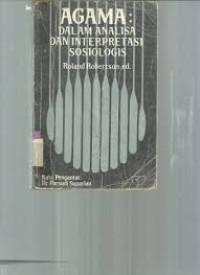 AGAMA:
DALAM ANALISA
DAN INTERPRETASI
SOSIOLOGIS
Roland Robertson, ed.
Kata Pengantar
Dr. Parsudi Suparlan